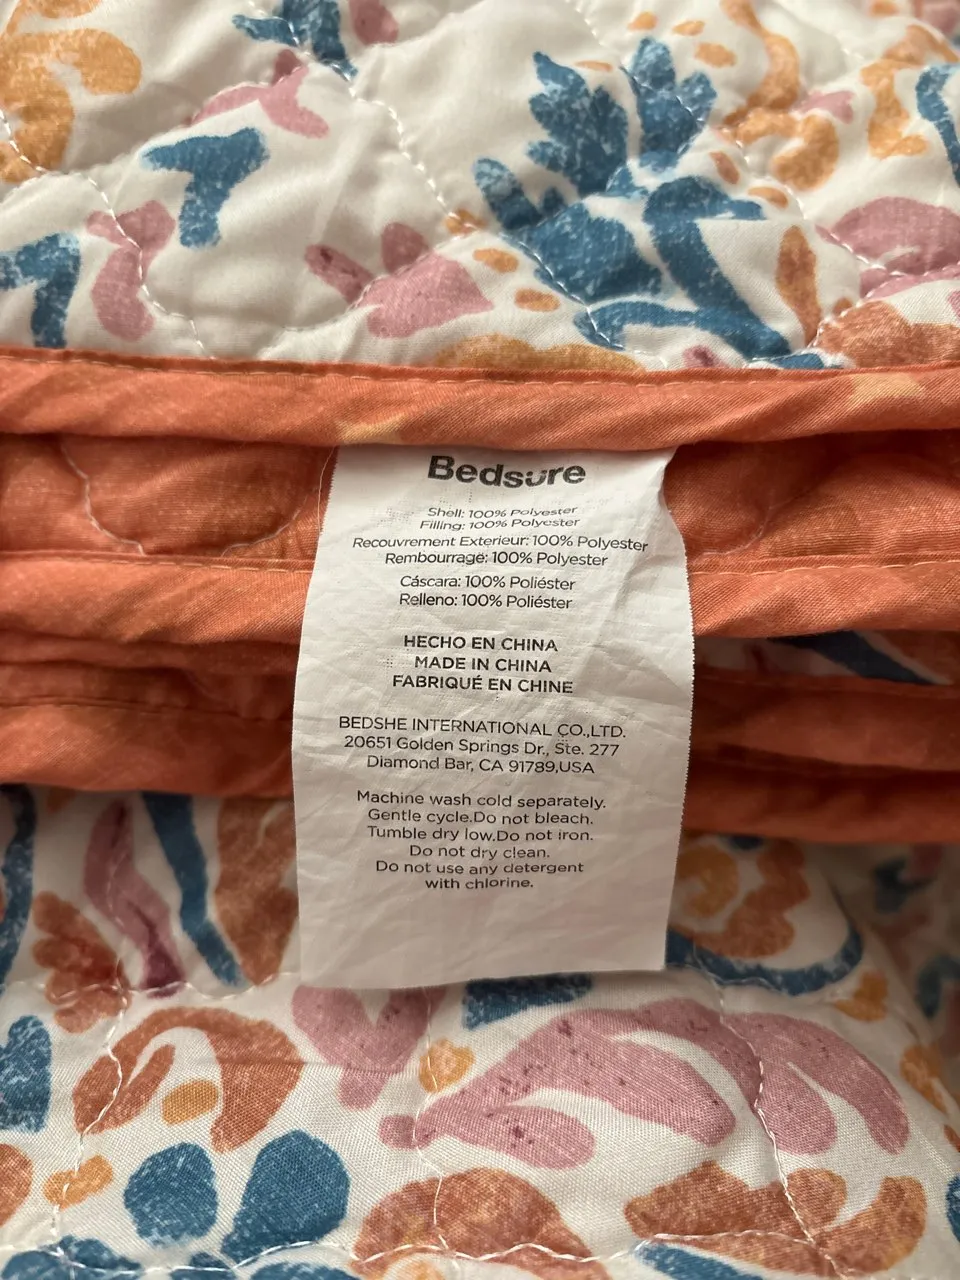 Bedsure
Shell: 100% Polyester
Filling: 100% Polyester
Recouvrement Exterieur: 100% Polyester
Rembourrage: 100% Polyester
Cáscara: 100% Poliéster
Relleno: 100% Poliéster
HECHO EN CHINA
MADE IN CHINA
FABRIQUÉ EN CHINE
BEDSHE INTERNATIONAL CO.,LTD.
20651 Golden Springs Dr., Ste. 277
Diamond Bar, CA 91789,USA
Machine wash cold separately.
Gentle cycle.Do not bleach.
Tumble dry low.Do not iron.
Do not dry clean.
Do not use any detergent
with chlorine.